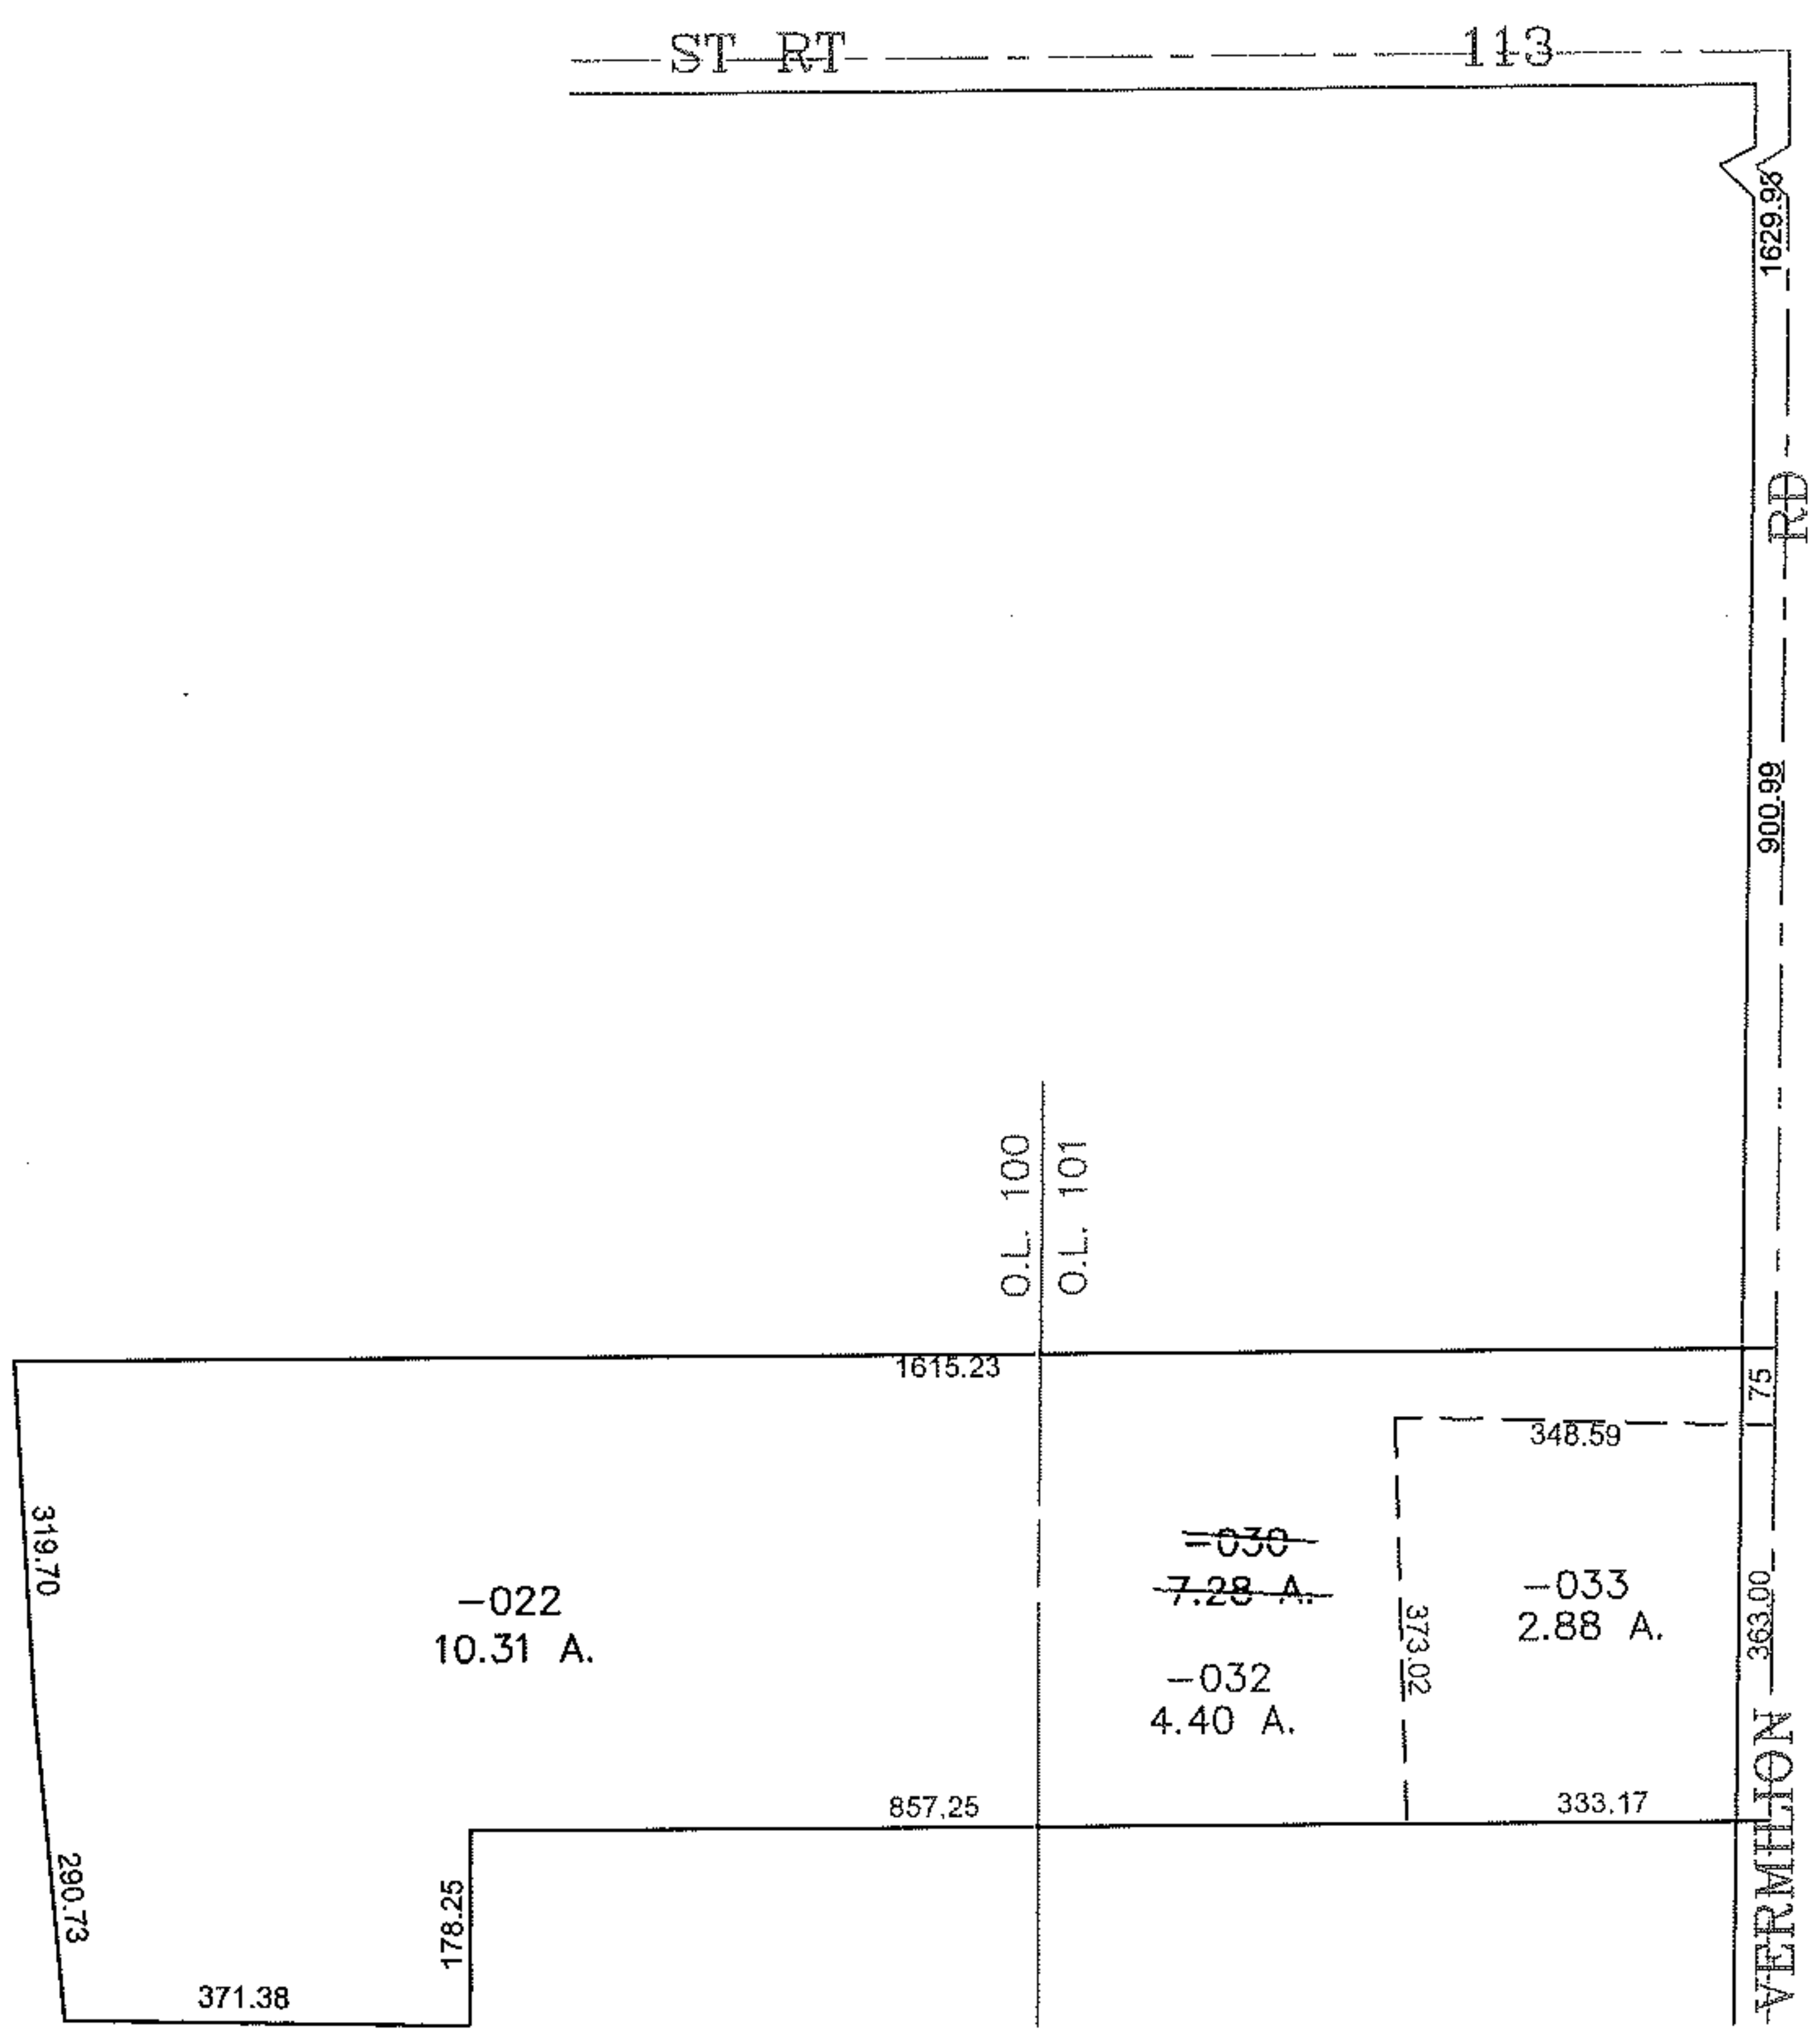 ST RT 113
1629.98
RD
900.99
O.L. 100
O.L. 101
1615.23
75
348.59
319.70
-030
7.28 A.
-022
10.31 A.
-033
2.88 A.
363.00
373.02
-032
4.40 A.
VERMILION
857.25
333.17
290.73
178.25
371.38